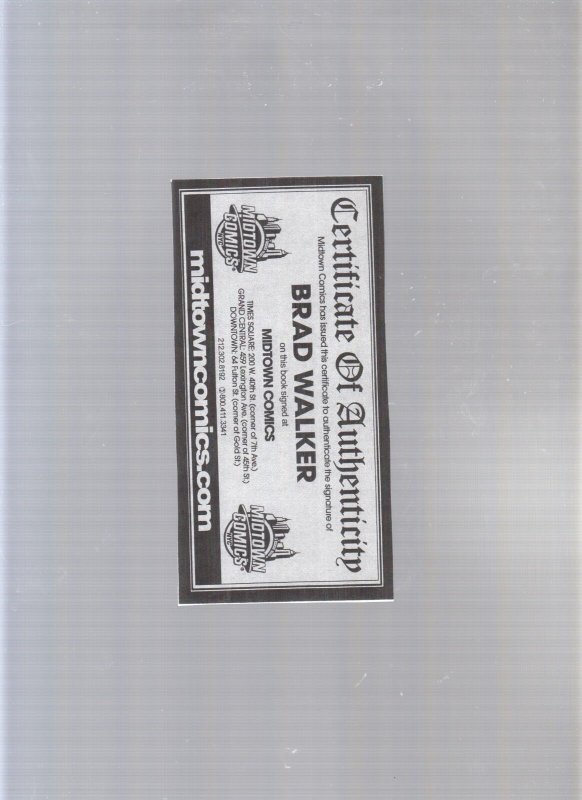 Certificate Of Authenticity
Midtown Comics has issued this certificate to authenticate the signature of
BRAD WALKER
on this book signed at
MIDTOWN COMICS
TIMES SQUARE: 200 W. 40th St. (corner of 7th Ave.)
GRAND CENTRAL: 459 Lexington Ave. (corner of 45th St.)
DOWNTOWN: 64 Fulton St. (corner of Gold St.)
212.302.8192 ✆800.411.3341
MIDTOWN
COMICS®
NYC
MIDTOWN
COMICS®
NYC
midtowncomics.com